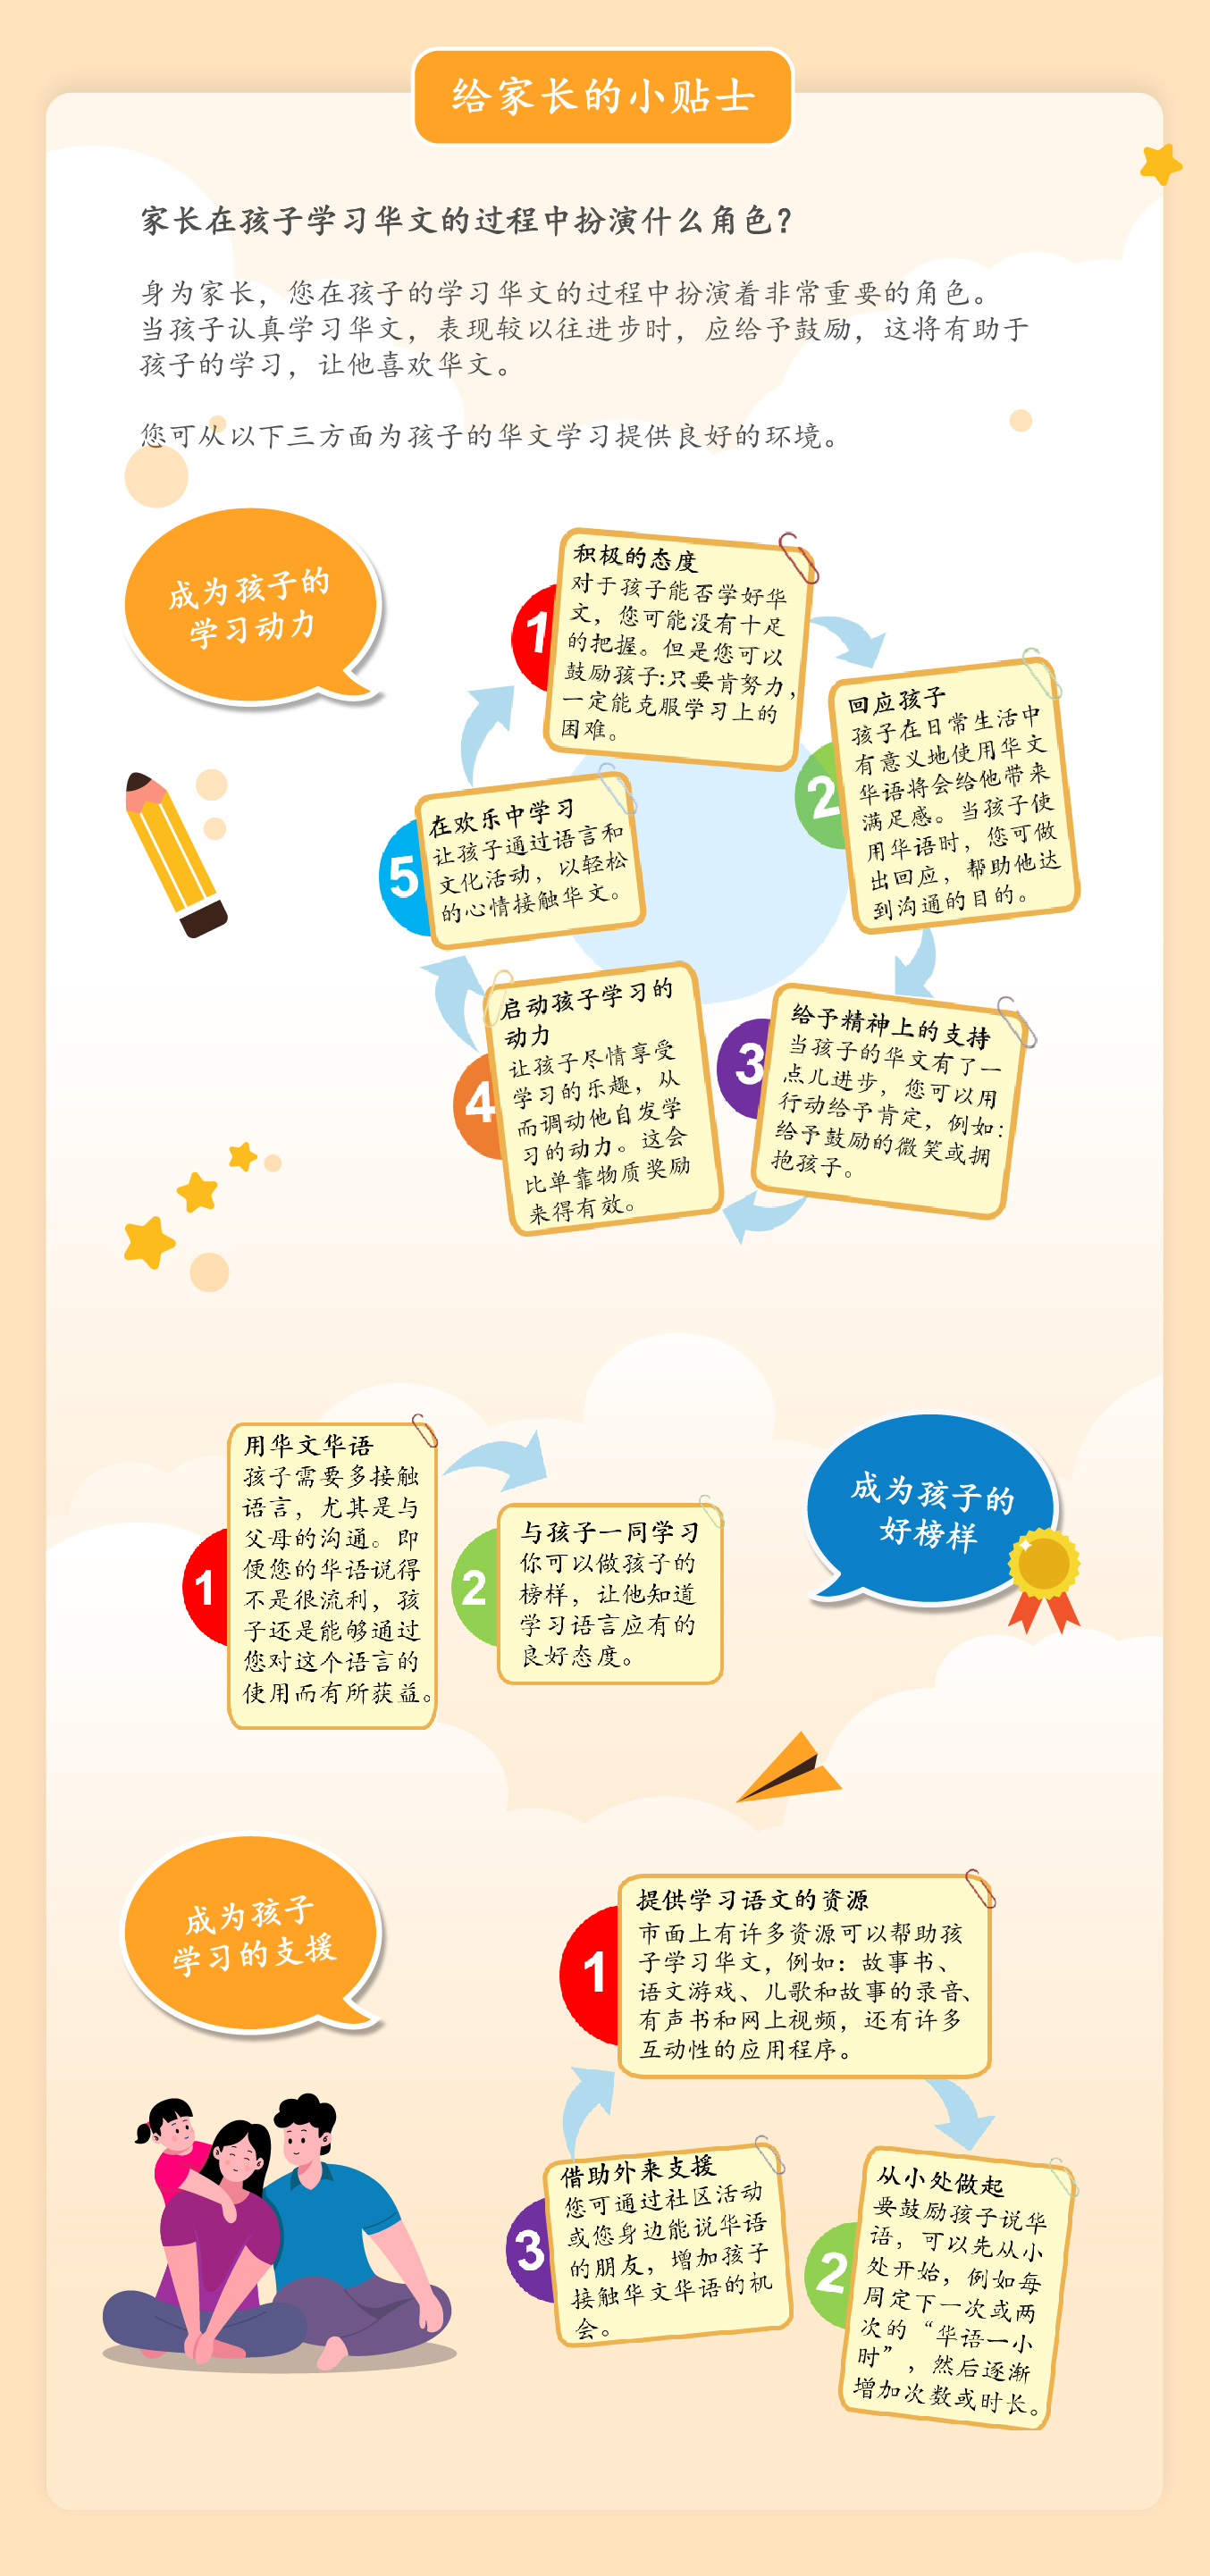 给家长的小贴士
家长在孩子学习华文的过程中扮演什么角色？
身为家长，您在孩子的学习华文的过程中扮演着非常重要的角色。
当孩子认真学习华文，表现较以往进步时，应给予鼓励，这将有助于
孩子的学习，让他喜欢华文。
您可从以下三方面为孩子的华文学习提供良好的环境。
成为孩子的
学习动力
1
积极的态度
对于孩子能否学好华
文，您可能没有十足
的把握。但是您可以
鼓励孩子:只要肯努力，
一定能克服学习上的
困难。
2
回应孩子
孩子在日常生活中
有意义地使用华文
华语将会给他带来
满足感。当孩子使
用华语时，您可做
出回应，帮助他达
到沟通的目的。
3
给予精神上的支持
当孩子的华文有了一
点儿进步，您可以用
行动给予肯定，例如：
给予鼓励的微笑或拥
抱孩子。
4
启动孩子学习的
动力
让孩子尽情享受
学习的乐趣，从
而调动他自发学
习的动力。这会
比单靠物质奖励
来得有效。
5
在欢乐中学习
让孩子通过语言和
文化活动，以轻松
的心情接触华文。
成为孩子的
好榜样
1
用华文华语
孩子需要多接触
语言，尤其是与
父母的沟通。即
便您的华语说得
不是很流利，孩
子还是能够通过
您对这个语言的
使用而有所获益。
2
与孩子一同学习
你可以做孩子的
榜样，让他知道
学习语言应有的
良好态度。
成为孩子
学习的支援
1
提供学习语文的资源
市面上有许多资源可以帮助孩
子学习华文，例如：故事书、
语文游戏、儿歌和故事的录音、
有声书和网上视频，还有许多
互动性的应用程序。
2
从小处做起
要鼓励孩子说华
语，可以先从小
处开始，例如每
周定下一次或两
次的“华语一小
时”，然后逐渐
增加次数或时长。
3
借助外来支援
您可通过社区活动
或您身边能说华语
的朋友，增加孩子
接触华文华语的机
会。